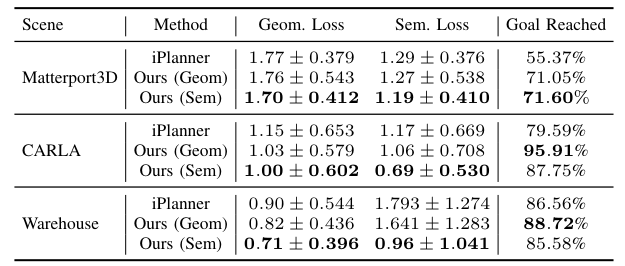 Scene Method Geom. Loss Sem. Loss Goal Reached
iPlanner 1.77 ± 0.379 1.29 ± 0.376 55.37%
Matterport3D Ours (Geom) 1.76 ± 0.543 1.27 ± 0.538 71.05%
Ours (Sem) 1.70 ± 0.412 1.19 ± 0.410 71.60%
iPlanner 1.15 ± 0.653 1.17 ± 0.669 79.59%
CARLA Ours (Geom) 1.03 ± 0.579 1.06 ± 0.708 95.91%
Ours (Sem) 1.00 ± 0.602 0.69 ± 0.530 87.75%
iPlanner 0.90 ± 0.544 1.793 ± 1.274 86.56%
Warehouse Ours (Geom) 0.82 ± 0.436 1.641 ± 1.283 88.72%
Ours (Sem) 0.71 ± 0.396 0.96 ± 1.041 85.58%